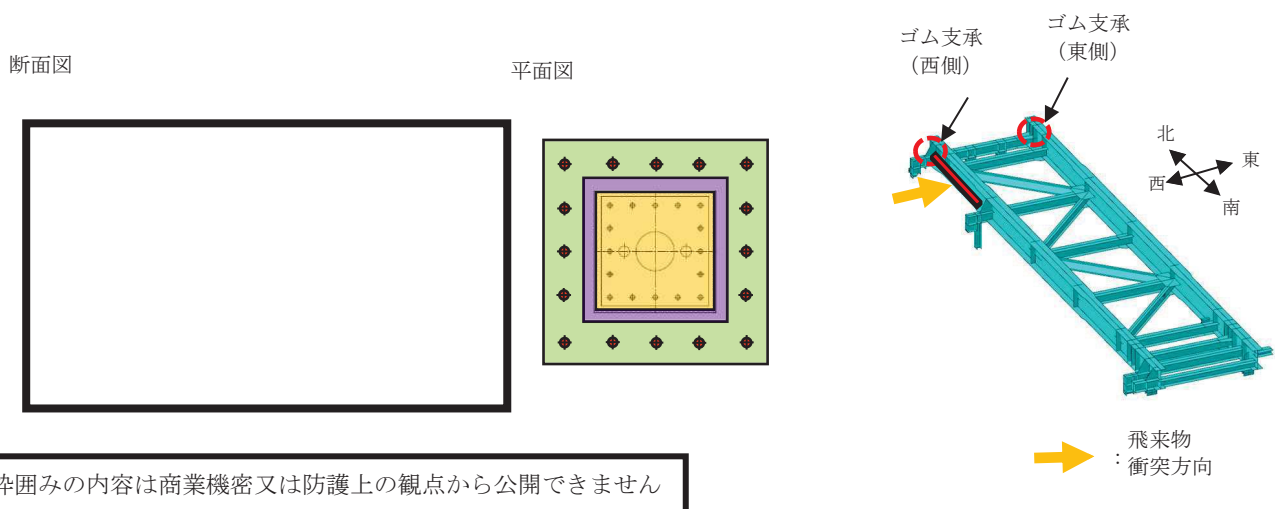 断面図
平面図
ゴム支承
（西側）
ゴム支承
（東側）
北
東
西
南
飛来物
：衝突方向
枠囲みの内容は商業機密又は防護上の観点から公開できません